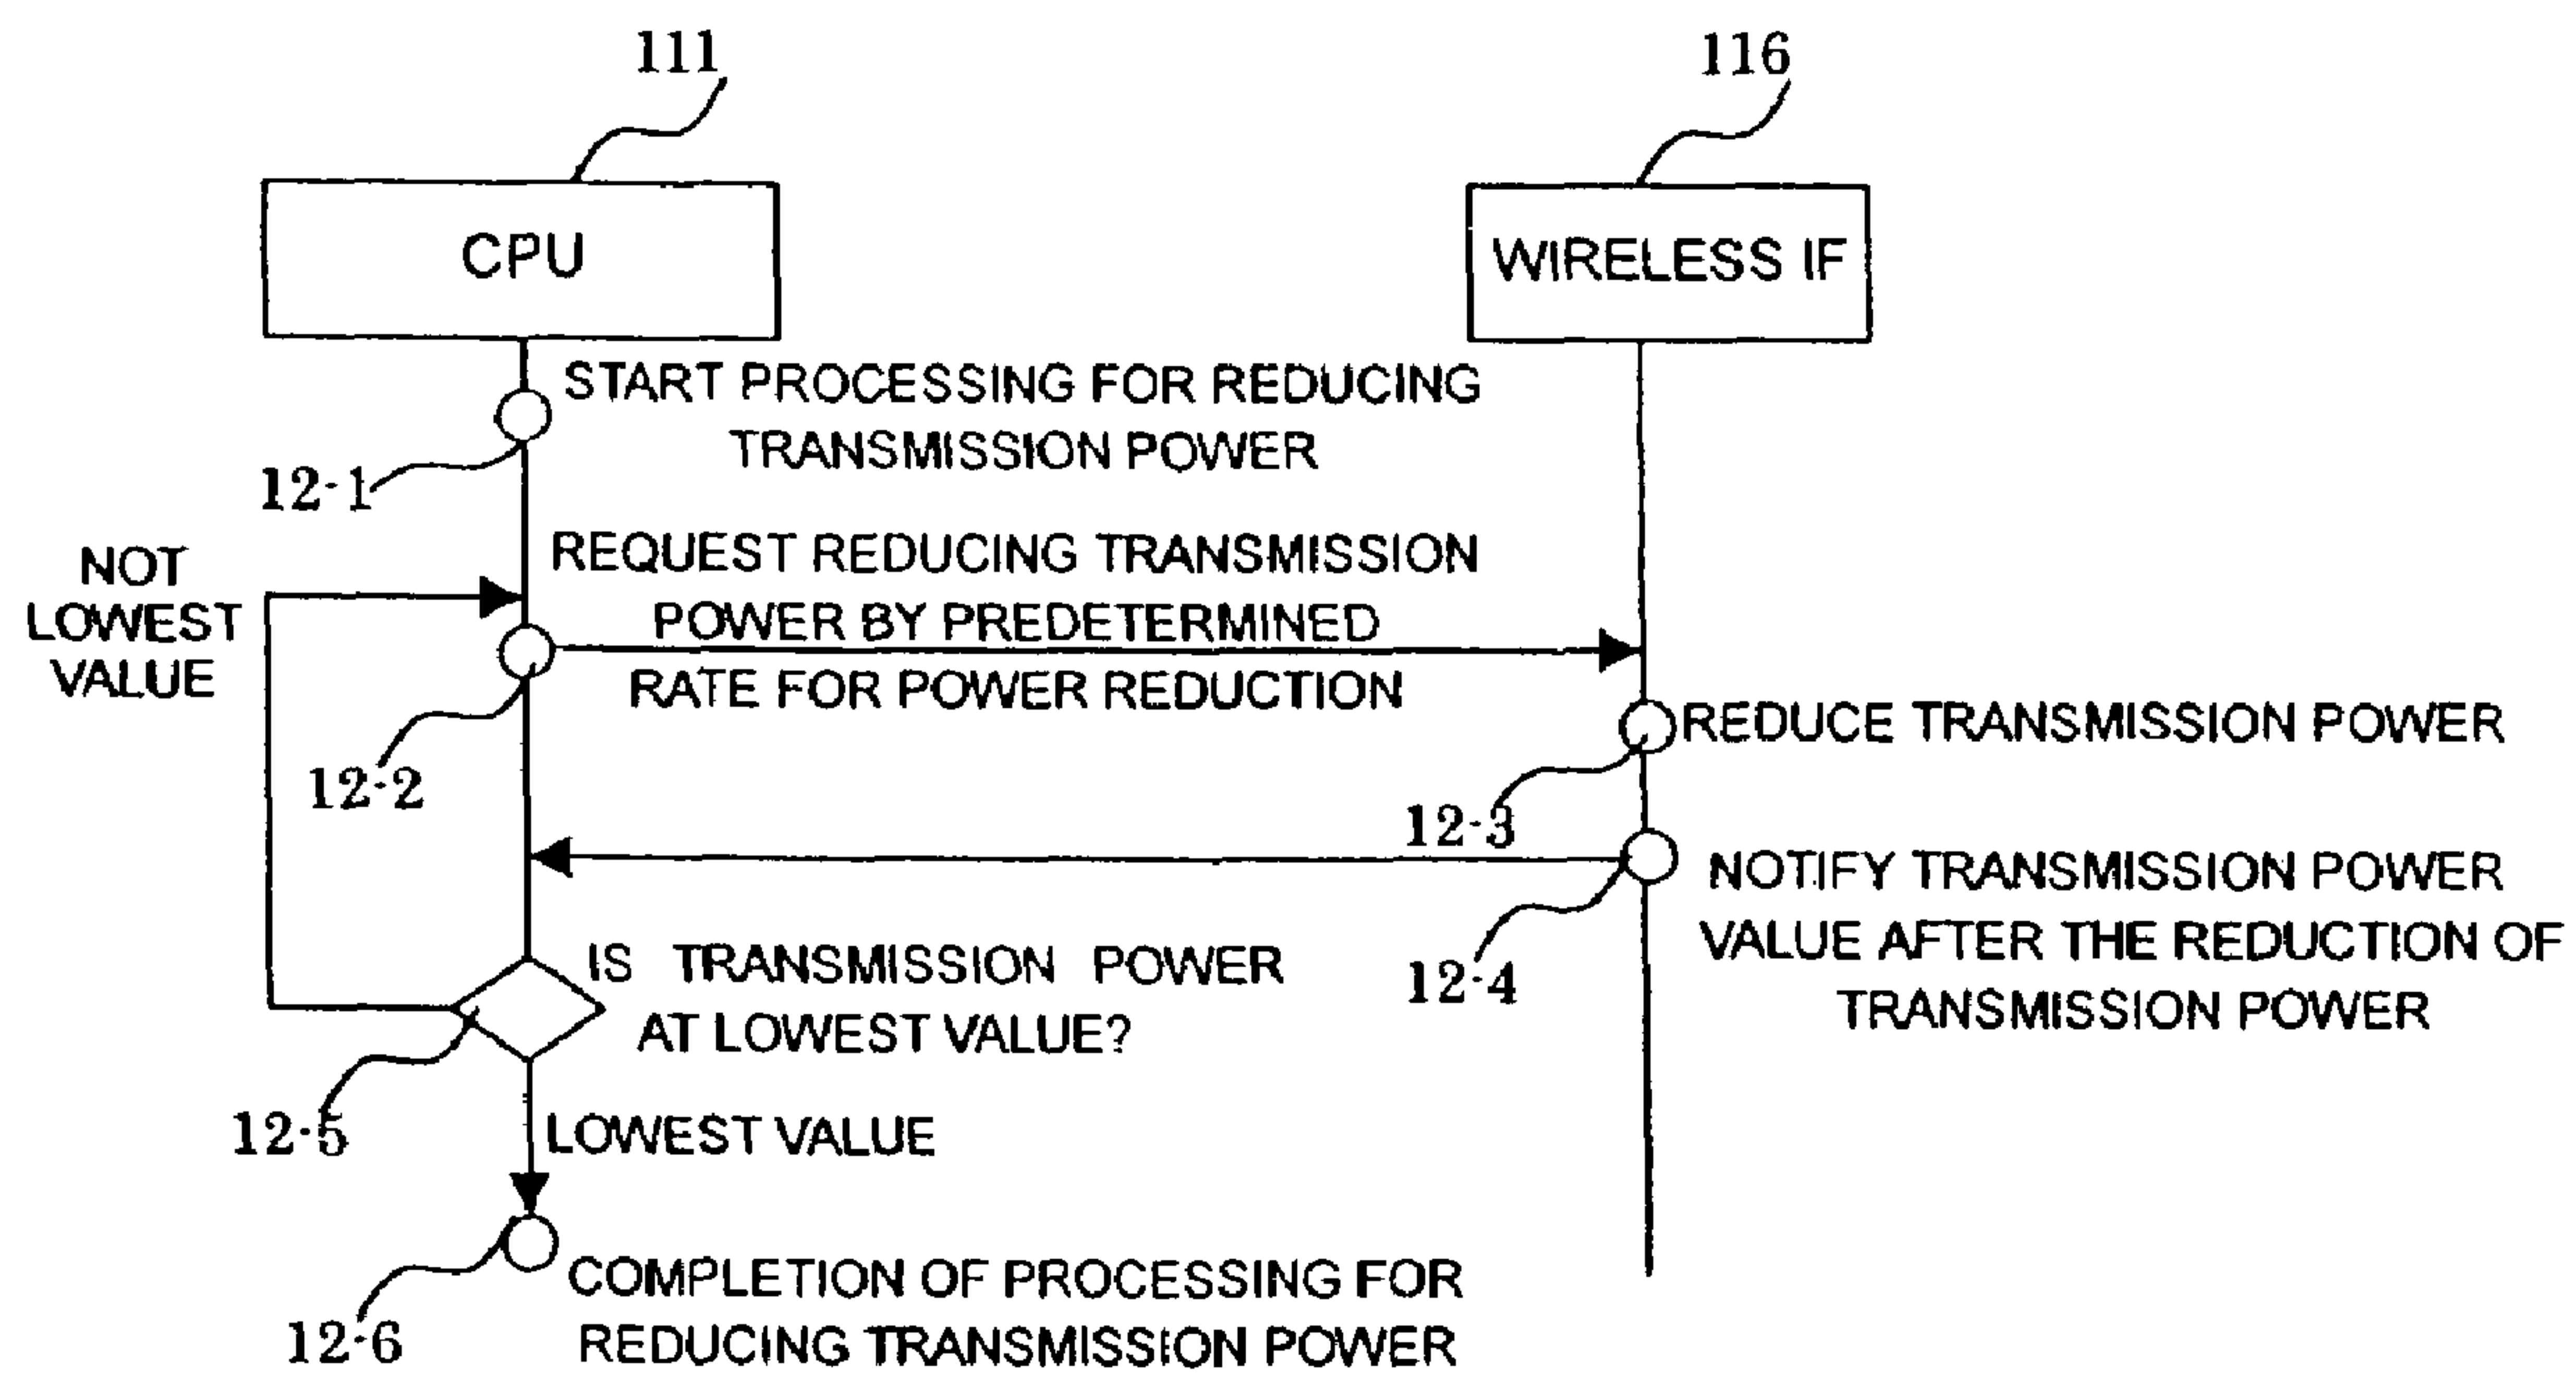 111
116
CPU
WIRELESS IF
START PROCESSING FOR REDUCING
TRANSMISSION POWER
12-1
NOT
LOWEST
VALUE
REQUEST REDUCING TRANSMISSION
POWER BY PREDETERMINED
RATE FOR POWER REDUCTION
12-2
REDUCE TRANSMISSION POWER
12-3
NOTIFY TRANSMISSION POWER
VALUE AFTER THE REDUCTION OF
TRANSMISSION POWER
12-4
IS TRANSMISSION POWER
AT LOWEST VALUE?
12-5
LOWEST VALUE
12-6
COMPLETION OF PROCESSING FOR
REDUCING TRANSMISSION POWER